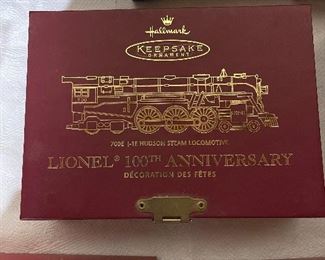 Hallmark
KEEPSAKE
ORNAMENT
700E J-1E HUDSON STEAM LOCOMOTIVE
LIONEL® 100TH ANNIVERSARY
DÉCORATION DES FÊTES